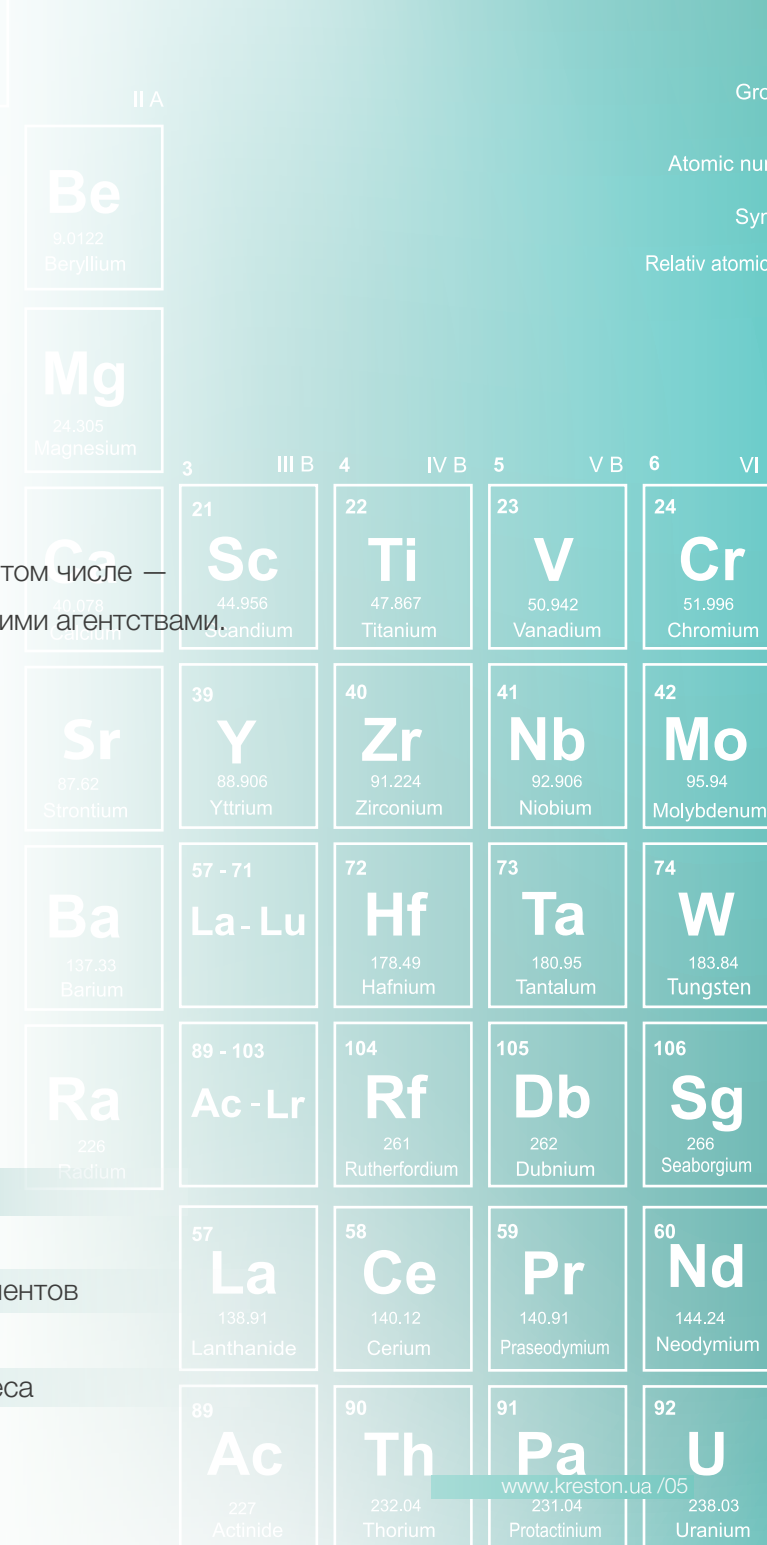 II A
Gro
Atomic nur
Be
Syr
9.0122
Beryllium
Relativ atomic
Mg
24.305
Magnesium
3 III B 4 IV B 5 V B 6 VI
21 22 23 24
Ca Sc Ti V Cr
том числе —
40.078 44.956 47.867 50.942 51.996
Calcium Scandium Titanium Vanadium Chromium
ими агентствами.
39 40 41 42
Sr Y Zr Nb Mo
87.62 88.906 91.224 92.906 95.94
Strontium Yttrium Zirconium Niobium Molybdenum
57 - 71 72 73 74
Ba La - Lu Hf Ta W
137.33 178.49 180.95 183.84
Barium Hafnium Tantalum Tungsten
89 - 103 104 105 106
Ra Ac - Lr Rf Db Sg
226 261 262 266
Radium Rutherfordium Dubnium Seaborgium
57 58 59 60
La Ce Pr Nd
ентов
138.91 140.12 140.91 144.24
Lanthanide Cerium Praseodymium Neodymium
еса
89 90 91 92
Ac Th Pa U
www.kreston.ua /05
227 232.04 231.04 238.03
Actinide Thorium Protactinium Uranium